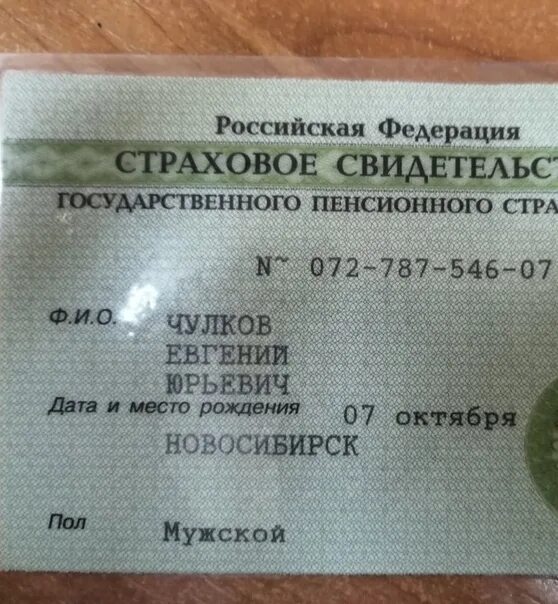 Российская Федерация
СТРАХОВОЕ СВИДЕТЕЛЬСТ
ГОСУДАРСТВЕННОГО ПЕНСИОННОГО СТРА
N~ 072-787-546-07
Ф.И.О. ЧУЛКОВ
ЕВГЕНИЙ
ЮРЬЕВИЧ
Дата и место рождения 07 октября
НОВОСИБИРСК
Пол Мужской